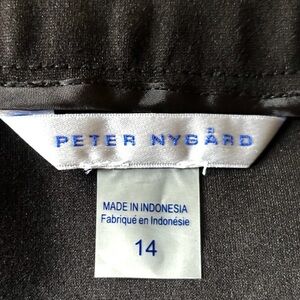 PETER NYGÅRD
MADE IN INDONESIA
Fabriqué en Indonésie
14